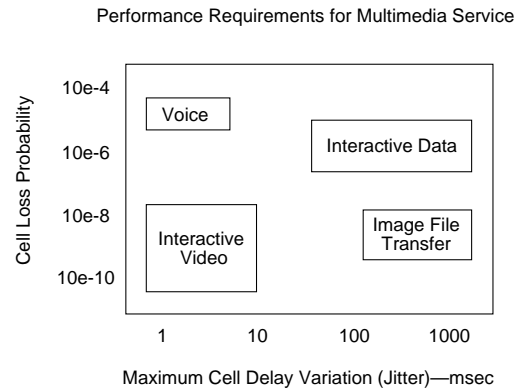 Performance Requirements for Multimedia Service
Cell Loss Probability
10e-4
10e-6
10e-8
10e-10
Voice
Interactive Data
Interactive
Video
Image File
Transfer
1
10
100
1000
Maximum Cell Delay Variation (Jitter)—msec